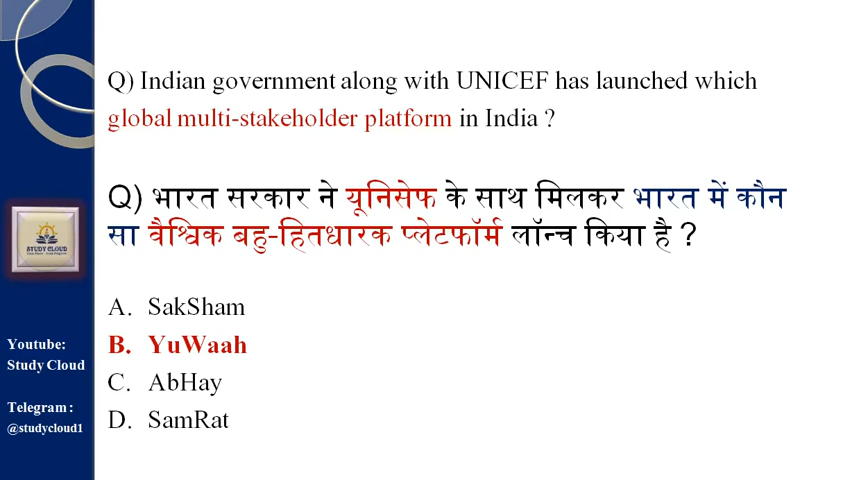 Q) Indian government along with UNICEF has launched which
global multi-stakeholder platform in India ?
Q) भारत सरकार ने यूनिसेफ के साथ मिलकर भारत में कौन
सा वैश्विक बहु-हितधारक प्लेटफॉर्म लॉन्च किया है ?
A. SakSham
B. YuWaah
C. AbHay
D. SamRat
STUDY CLOUD
Youtube:
Study Cloud
Telegram :
@studycloud1